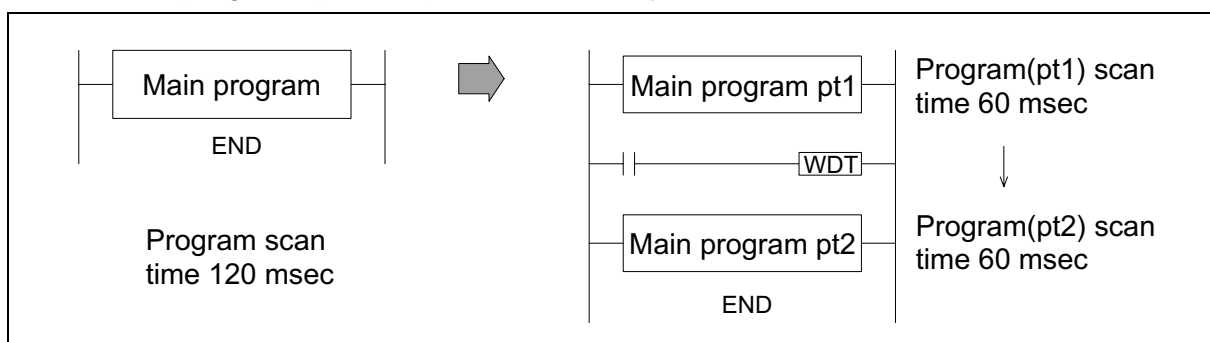 Main program
END
Program scan
time 120 msec
Main program pt1
WDT
Main program pt2
END
Program(pt1) scan
time 60 msec
Program(pt2) scan
time 60 msec